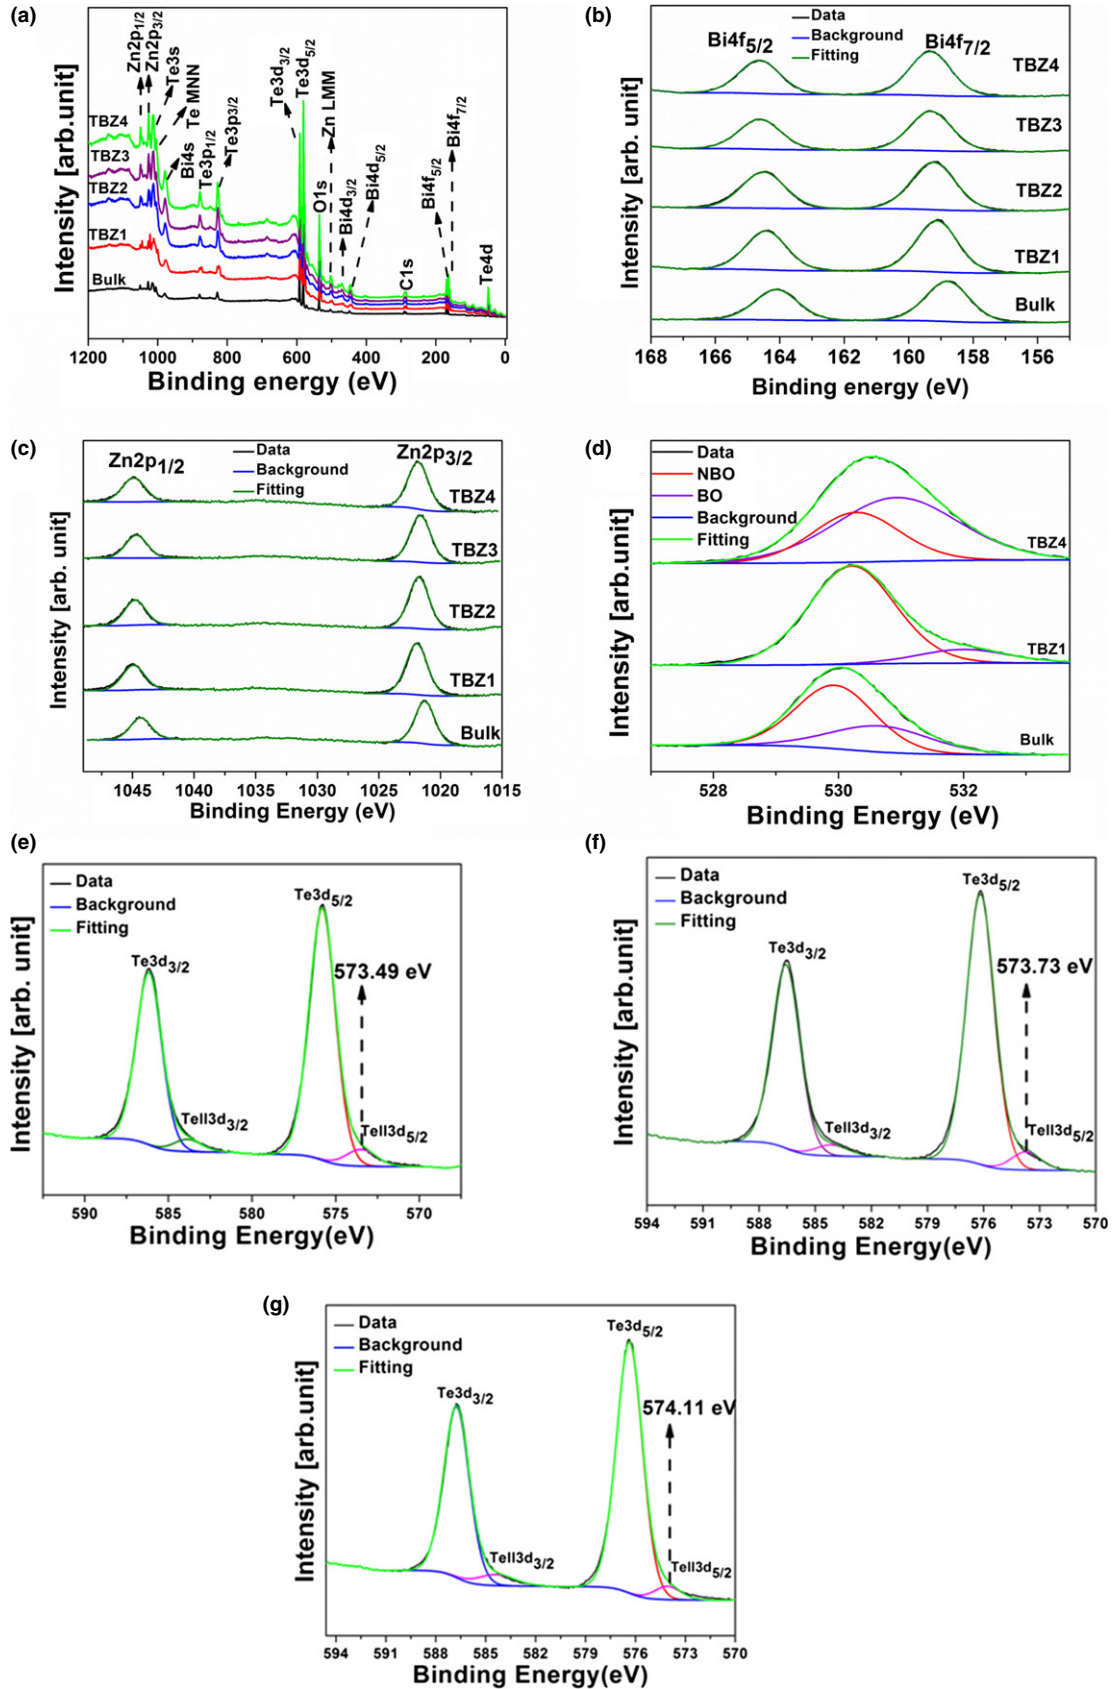 (a)
Intensity [arb.unit]
Zn2p1/2
Zn2p3/2
Te3s
Te MNN
Bi4s
Te3p1/2
Te3p3/2
Te3d3/2
Te3d5/2
O1s
Zn LMM
Bi4d3/2
Bi4d5/2
C1s
Bi4f5/2
Bi4f7/2
Te4d
TBZ4
TBZ3
TBZ2
TBZ1
Bulk
1200 1000 800 600 400 200 0
Binding energy (eV)
(b)
Intensity [arb. unit]
Data
Background
Fitting
Bi4f5/2
Bi4f7/2
TBZ4
TBZ3
TBZ2
TBZ1
Bulk
168 166 164 162 160 158 156
Binding energy (eV)
(c)
Intensity [arb. unit]
Zn2p1/2
Data
Background
Fitting
Zn2p3/2
TBZ4
TBZ3
TBZ2
TBZ1
Bulk
1045 1040 1035 1030 1025 1020 1015
Binding Energy (eV)
(d)
Intensity [arb.unit]
Data
NBO
BO
Background
Fitting
TBZ4
TBZ1
Bulk
528 530 532
Binding Energy (eV)
(e)
Intensity [arb. unit]
Data
Background
Fitting
Te3d3/2
Te3d5/2
573.49 eV
TeII3d3/2
TeII3d5/2
590 585 580 575 570
Binding Energy(eV)
(f)
Intensity [arb.unit]
Data
Background
Fitting
Te3d3/2
Te3d5/2
573.73 eV
TeII3d3/2
TeII3d5/2
594 591 588 585 582 579 576 573 570
Binding Energy(eV)
(g)
Intensity [arb.unit]
Data
Background
Fitting
Te3d3/2
Te3d5/2
574.11 eV
TeII3d3/2
TeII3d5/2
594 591 588 585 582 579 576 573 570
Binding Energy(eV)